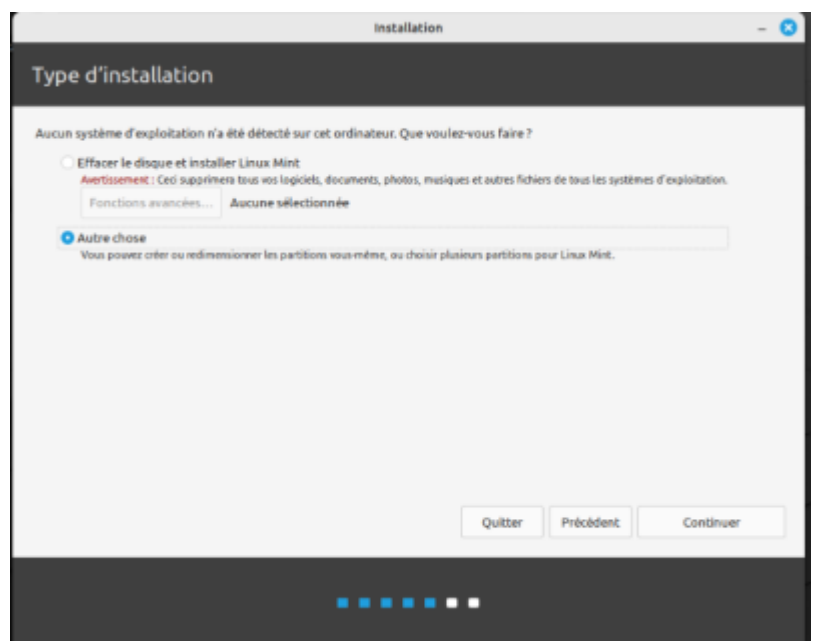 Installation
Type d'installation
Aucun système d'exploitation n'a été détecté sur cet ordinateur. Que voulez-vous faire ?
Effacer le disque et installer Linux Mint
Avertissement : Ceci supprimera tous vos logiciels, documents, photos, musiques et autres fichiers de tous les systèmes d'exploitation.
Fonctions avancées... Aucune sélectionnée
Autre chose
Vous pouvez créer ou redimensionner les partitions vous-même, ou choisir plusieurs partitions pour Linux Mint.
Quitter Précédent Continuer